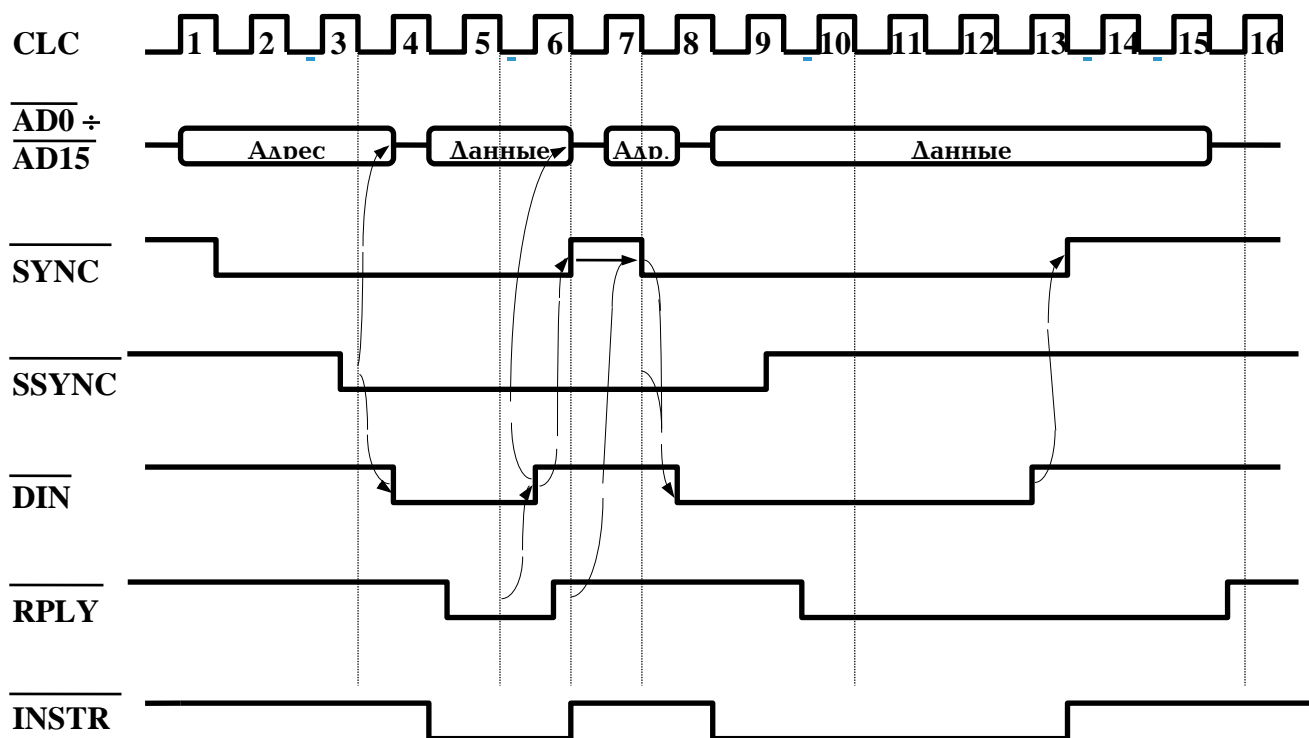 CLC 1 2 3 4 5 6 7 8 9 10 11 12 13 14 15 16
AD0 ÷
AD15
Адрес Данные Адр. Данные
SYNC
SSYNC
DIN
RPLY
INSTR